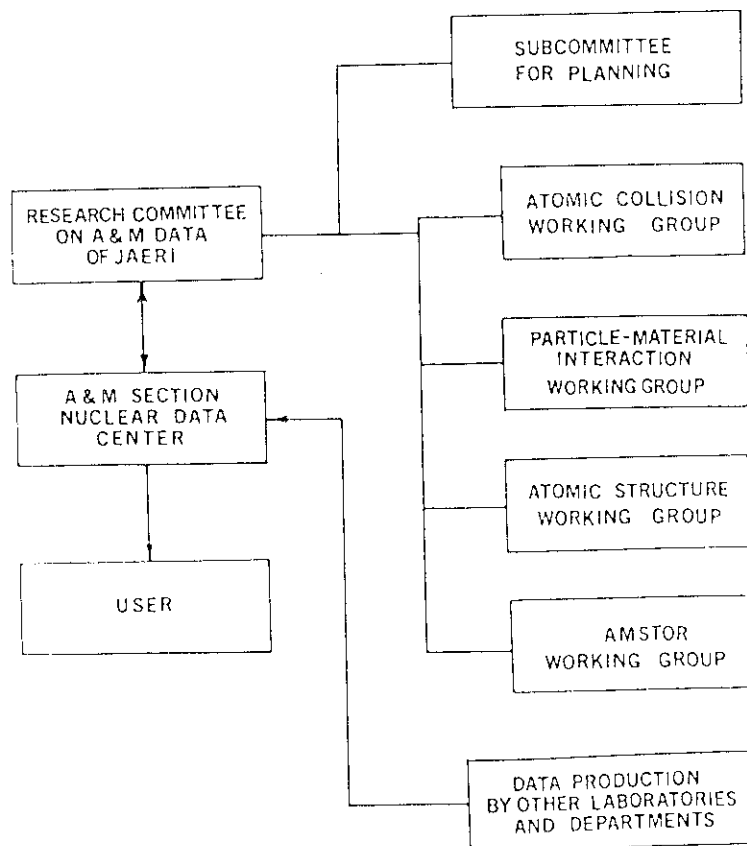 SUBCOMMITTEE
FOR PLANNING
RESEARCH COMMITTEE
ON A & M DATA
OF JAERI
ATOMIC COLLISION
WORKING GROUP
PARTICLE-MATERIAL
INTERACTION
WORKING GROUP
A & M SECTION
NUCLEAR DATA
CENTER
ATOMIC STRUCTURE
WORKING GROUP
USER
AMSTOR
WORKING GROUP
DATA PRODUCTION
BY OTHER LABORATORIES
AND DEPARTMENTS